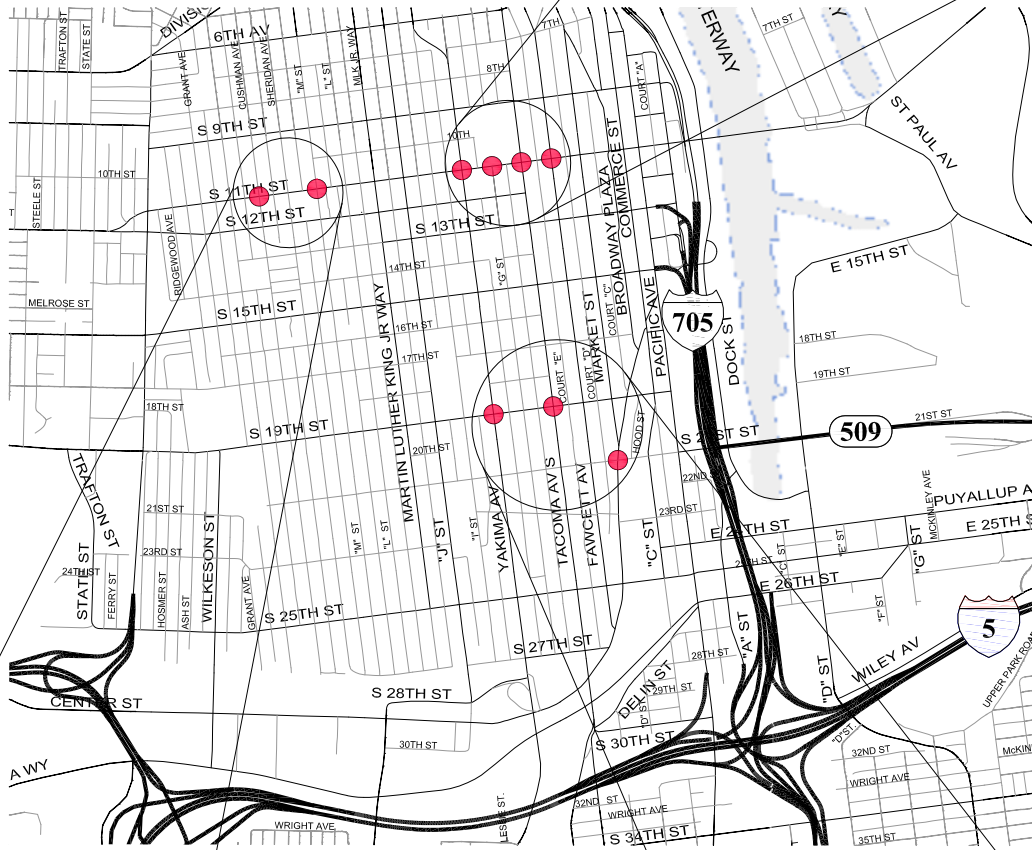 DIVISIO
6TH AV
7TH
ERWAY
7TH ST
TRAFTON ST
STATE ST
GRANT AVE
CUSHMAN AVE
SHERIDAN AVE
"M" ST
"L" ST
MLK JR. WAY
8TH
COURT "A"
S 9TH ST
10TH
ST PAUL AV
10TH ST
STEELE ST
S 11TH ST
S 12TH ST
S 13TH ST
RIDGEWOOD AVE
BROADWAY PLAZA
COMMERCE ST
14TH ST
"G" ST
E 15TH ST
MELROSE ST
S 15TH ST
16TH ST
17TH ST
MARTIN LUTHER KING JR WAY
COURT "C"
MARKET ST
COURT "D"
COURT "E"
PACIFIC AVE
705
DOCK ST
18TH ST
19TH ST
18TH ST
S 19TH ST
20TH ST
HOOD ST
509
21ST ST
TRAFTON ST
22ND
MCKINLEY AVE
PUYALLUP A
21ST ST
23RD ST
E 25TH ST
"M" ST
"L" ST
"J" ST
"I" ST
YAKIMA AV
TACOMA AV S
FAWCETT AV
"C" ST
"C" ST
"E" ST
"G" ST
23RD ST
24TH ST
STATE ST
FERRY ST
HOSMER ST
ASH ST
WILKESON ST
GRANT AVE
E 26TH ST
"F" ST
S 25TH ST
5
S 27TH ST
"A" ST
28TH ST
"D" ST
WILEY AV
UPPER PARK ROA
DELIN ST
29TH ST
"D" ST
S 28TH ST
CENTER ST
30TH ST
S 30TH ST
"D" ST.
32ND ST
McKIN
A WY
WRIGHT AVE
32ND ST
WRIGHT AVE
LESLIE ST.
WRIGHT AVE
S 34TH ST
35TH ST